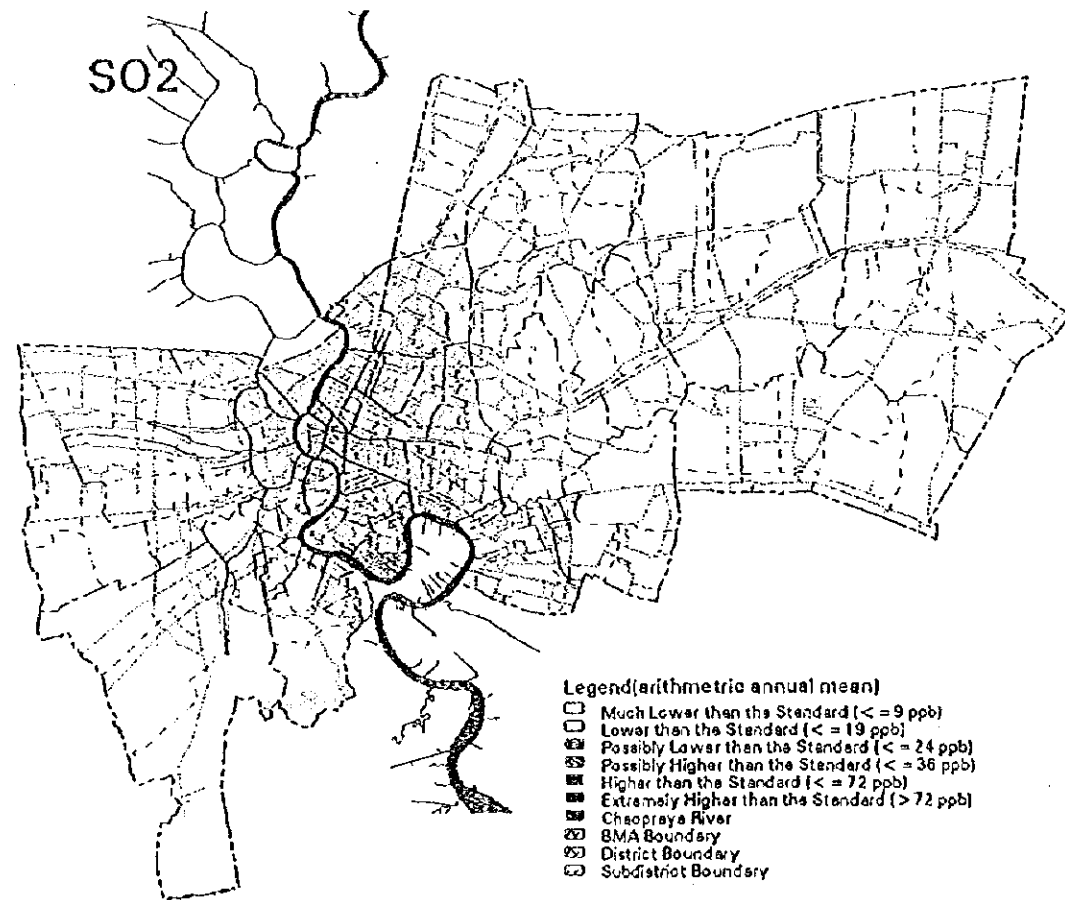 SO2
Legend(arithmetric annual mean)
Much Lower than the Standard (< = 9 ppb)
Lower than the Standard (< = 19 ppb)
Possibly Lower than the Standard (< = 24 ppb)
Possibly Higher than the Standard (< = 36 ppb)
Higher than the Standard (< = 72 ppb)
Extremely Higher than the Standard (> 72 ppb)
Chaopraya River
BMA Boundary
District Boundary
Subdistrict Boundary